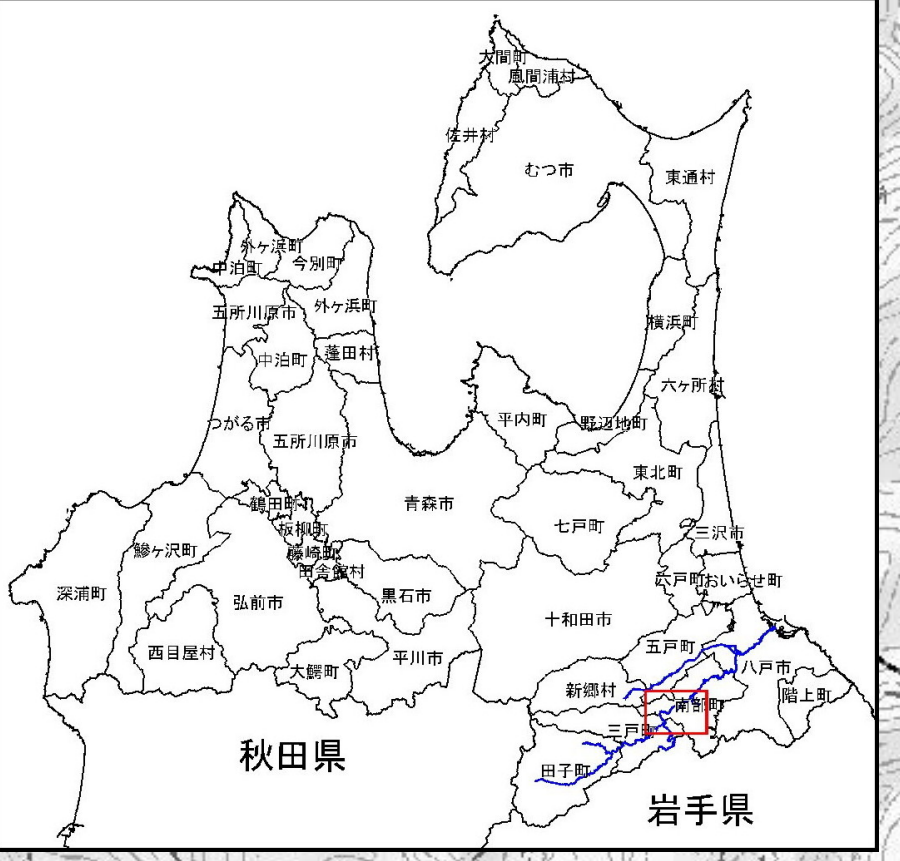 大間町
風間浦村
佐井村
むつ市
東通村
外ヶ浜町
中泊町
今別町
五所川原市
外ヶ浜町
横浜町
中泊町
蓬田村
六ヶ所村
つがる市
平内町
野辺地町
五所川原市
東北町
鶴田町
青森市
七戸町
板柳町
三沢市
鰺ヶ沢町
藤崎町
田舎館村
六戸町
おいらせ町
深浦町
弘前市
黒石市
十和田市
西目屋村
大鰐町
平川市
五戸町
八戸市
新郷村
階上町
南部町
三戸町
田子町
秋田県
岩手県